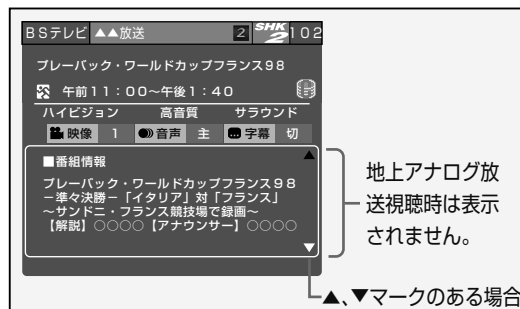 BSテレビ ▲▲放送 2 SHK2 102
プレーバック・ワールドカップフランス98
午前11：00～午後1：40
ハイビジョン 高音質 サラウンド
映像 1 音声 主 字幕 切
■番組情報
プレーバック・ワールドカップフランス98
－準々決勝－「イタリア」対「フランス」
～サンドニ・フランス競技場で録画～
【解説】○○○○【アナウンサー】○○○○
地上アナログ放
送視聴時は表示
されません。
▲、▼マークのある場合